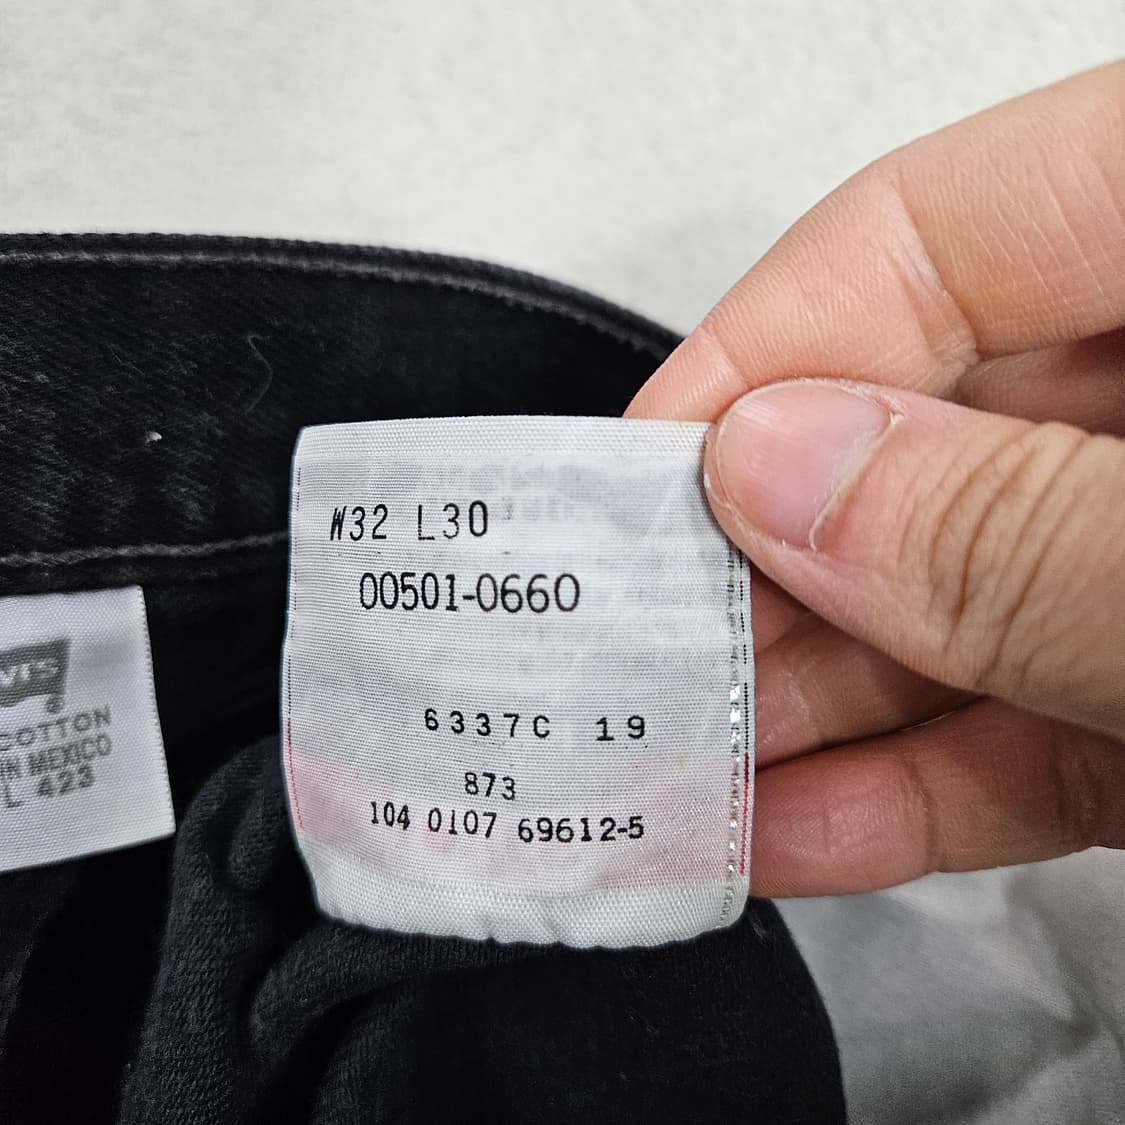 W32 L30
00501-0660
6337C 19
873
104 0107 69612-5
COTTON
IN MEXICO
L 423